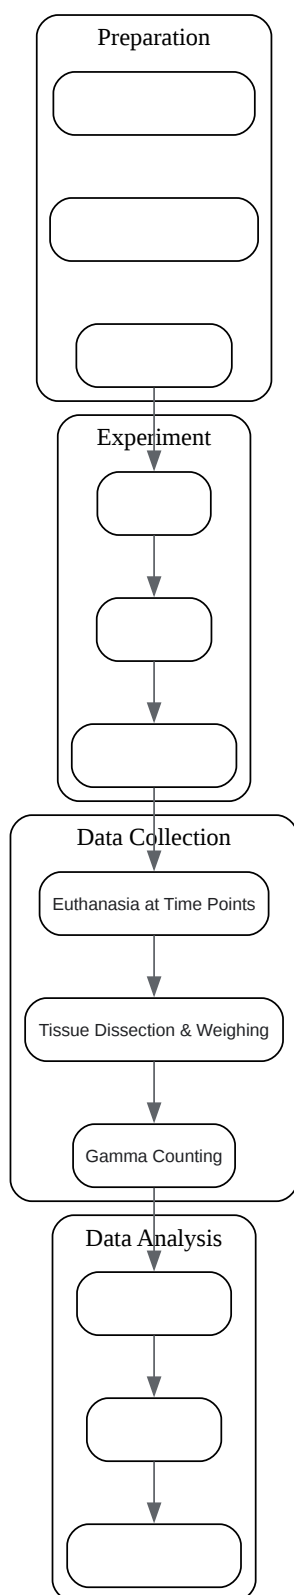 Preparation
Experiment
Data Collection
Euthanasia at Time Points
Tissue Dissection & Weighing
Gamma Counting
Data Analysis